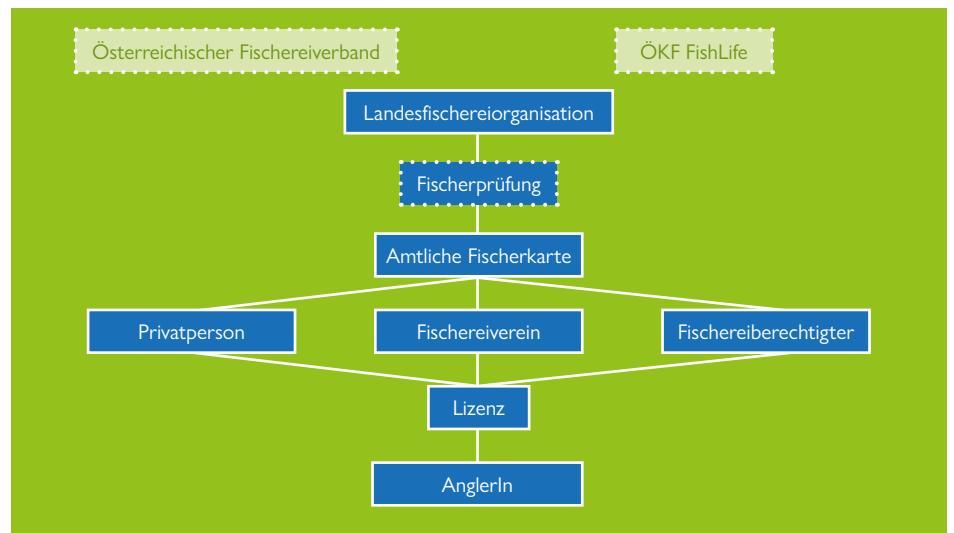 Österreichischer Fischereiverband
ÖKF FishLife
Landesfischereiorganisation
Fischerprüfung
Amtliche Fischerkarte
Privatperson
Fischereiverein
Fischereiberechtigter
Lizenz
AnglerIn